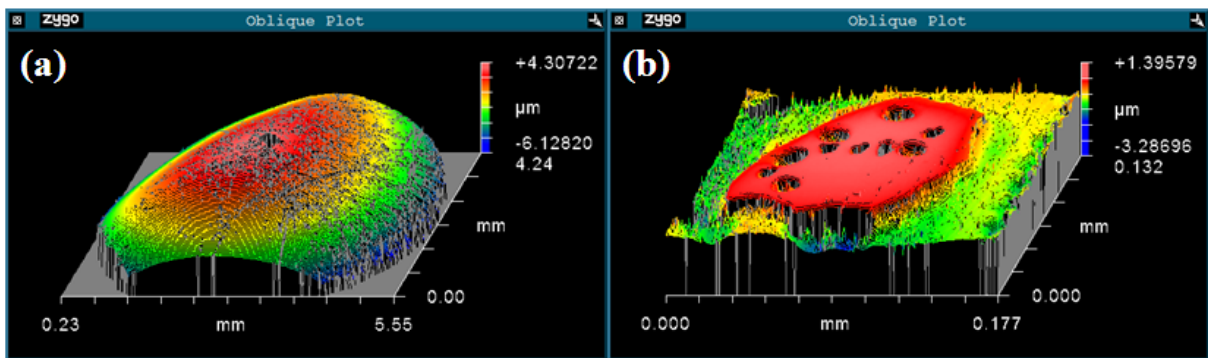 zygo Oblique Plot
(a)
+4.30722
µm
-6.12820
4.24
mm
0.00
0.23 mm 5.55
zygo Oblique Plot
(b)
+1.39579
µm
-3.28696
0.132
mm
0.000
0.000 mm 0.177